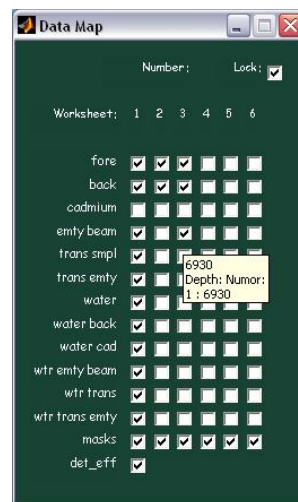 Data Map
Number: Lock:
Worksheet: 1 2 3 4 5 6
fore
back
cadmium
emty beam
trans smpl
6930
trans emty
Depth: Numor:
water
1 : 6930
water back
water cad
wtr emty beam
wtr trans
wtr trans emty
masks
det_eff